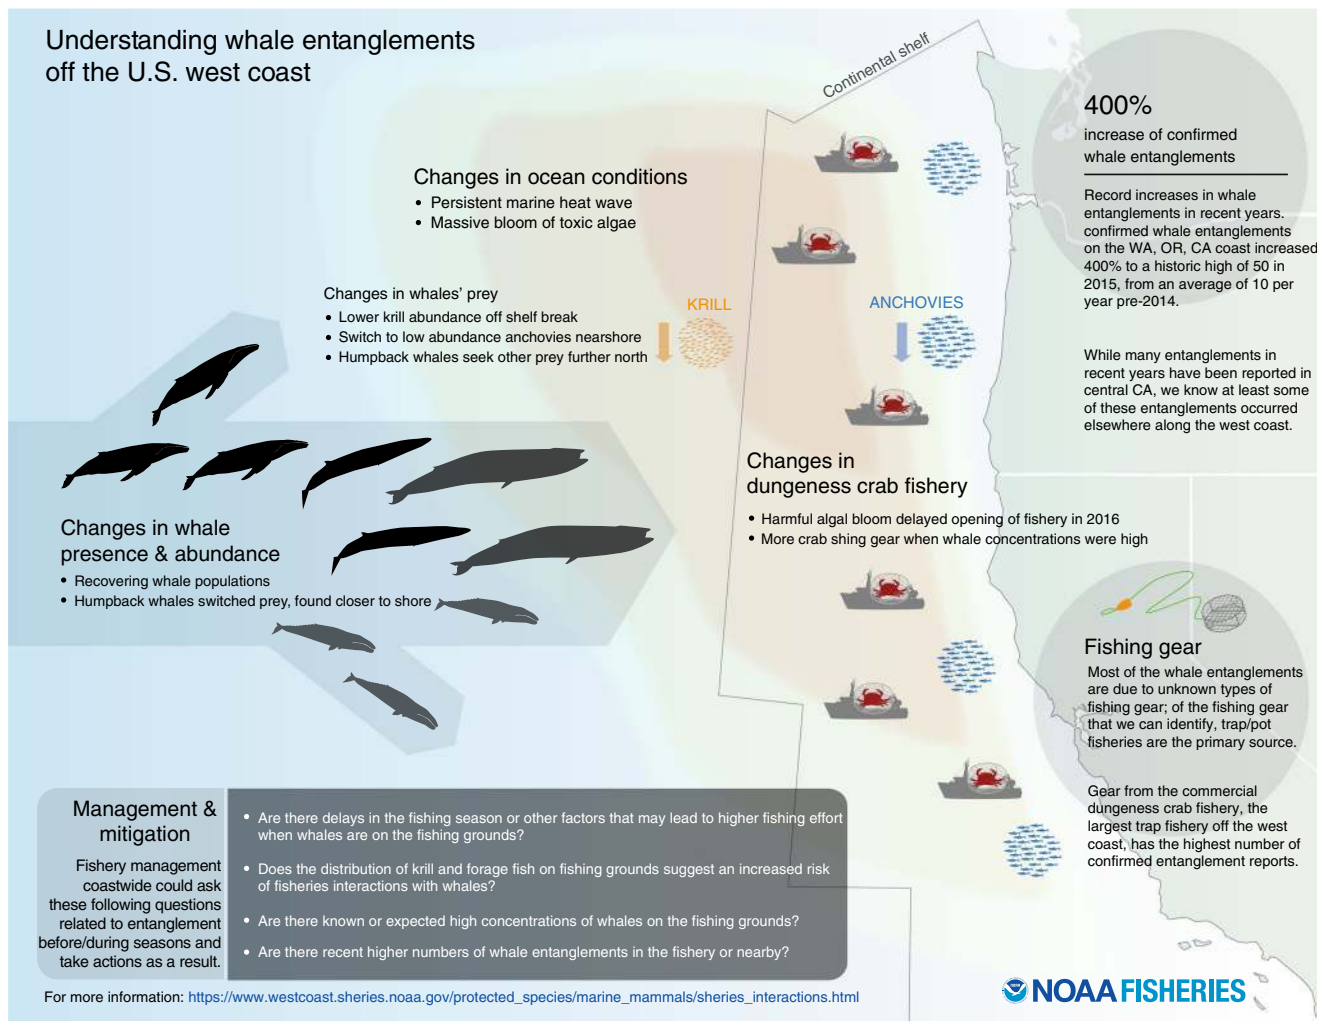 Understanding whale entanglements
off the U.S. west coast
Continental shelf
Changes in ocean conditions
• Persistent marine heat wave
• Massive bloom of toxic algae
Changes in whales' prey
• Lower krill abundance off shelf break
• Switch to low abundance anchovies nearshore
• Humpback whales seek other prey further north
KRILL
ANCHOVIES
400%
increase of confirmed
whale entanglements
Record increases in whale
entanglements in recent years.
confirmed whale entanglements
on the WA, OR, CA coast increased
400% to a historic high of 50 in
2015, from an average of 10 per
year pre-2014.
While many entanglements in
recent years have been reported in
central CA, we know at least some
of these entanglements occurred
elsewhere along the west coast.
Changes in
dungeness crab fishery
• Harmful algal bloom delayed opening of fishery in 2016
• More crab shing gear when whale concentrations were high
Changes in whale
presence & abundance
• Recovering whale populations
• Humpback whales switched prey, found closer to shore
Fishing gear
Most of the whale entanglements
are due to unknown types of
fishing gear; of the fishing gear
that we can identify, trap/pot
fisheries are the primary source.
Gear from the commercial
dungeness crab fishery, the
largest trap fishery off the west
coast, has the highest number of
confirmed entanglement reports.
Management &
mitigation
Fishery management
coastwide could ask
these following questions
related to entanglement
before/during seasons and
take actions as a result.
• Are there delays in the fishing season or other factors that may lead to higher fishing effort
when whales are on the fishing grounds?
• Does the distribution of krill and forage fish on fishing grounds suggest an increased risk
of fisheries interactions with whales?
• Are there known or expected high concentrations of whales on the fishing grounds?
• Are there recent higher numbers of whale entanglements in the fishery or nearby?
For more information: https://www.westcoast.sheries.noaa.gov/protected_species/marine_mammals/sheries_interactions.html
NOAA FISHERIES